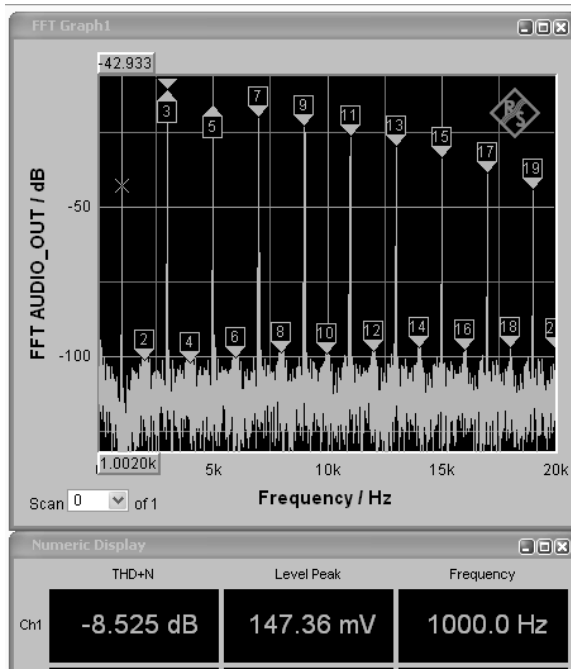 FFT Graph1
-42.933
3
5
7
9
11
13
15
17
19
R&S
FFT AUDIO_OUT / dB
-50
-100
2
4
6
8
10
12
14
16
18
1.0020k
5k
10k
15k
20k
Frequency / Hz
Scan 0 of 1
Numeric Display
THD+N Level Peak Frequency
Ch1 -8.525 dB 147.36 mV 1000.0 Hz